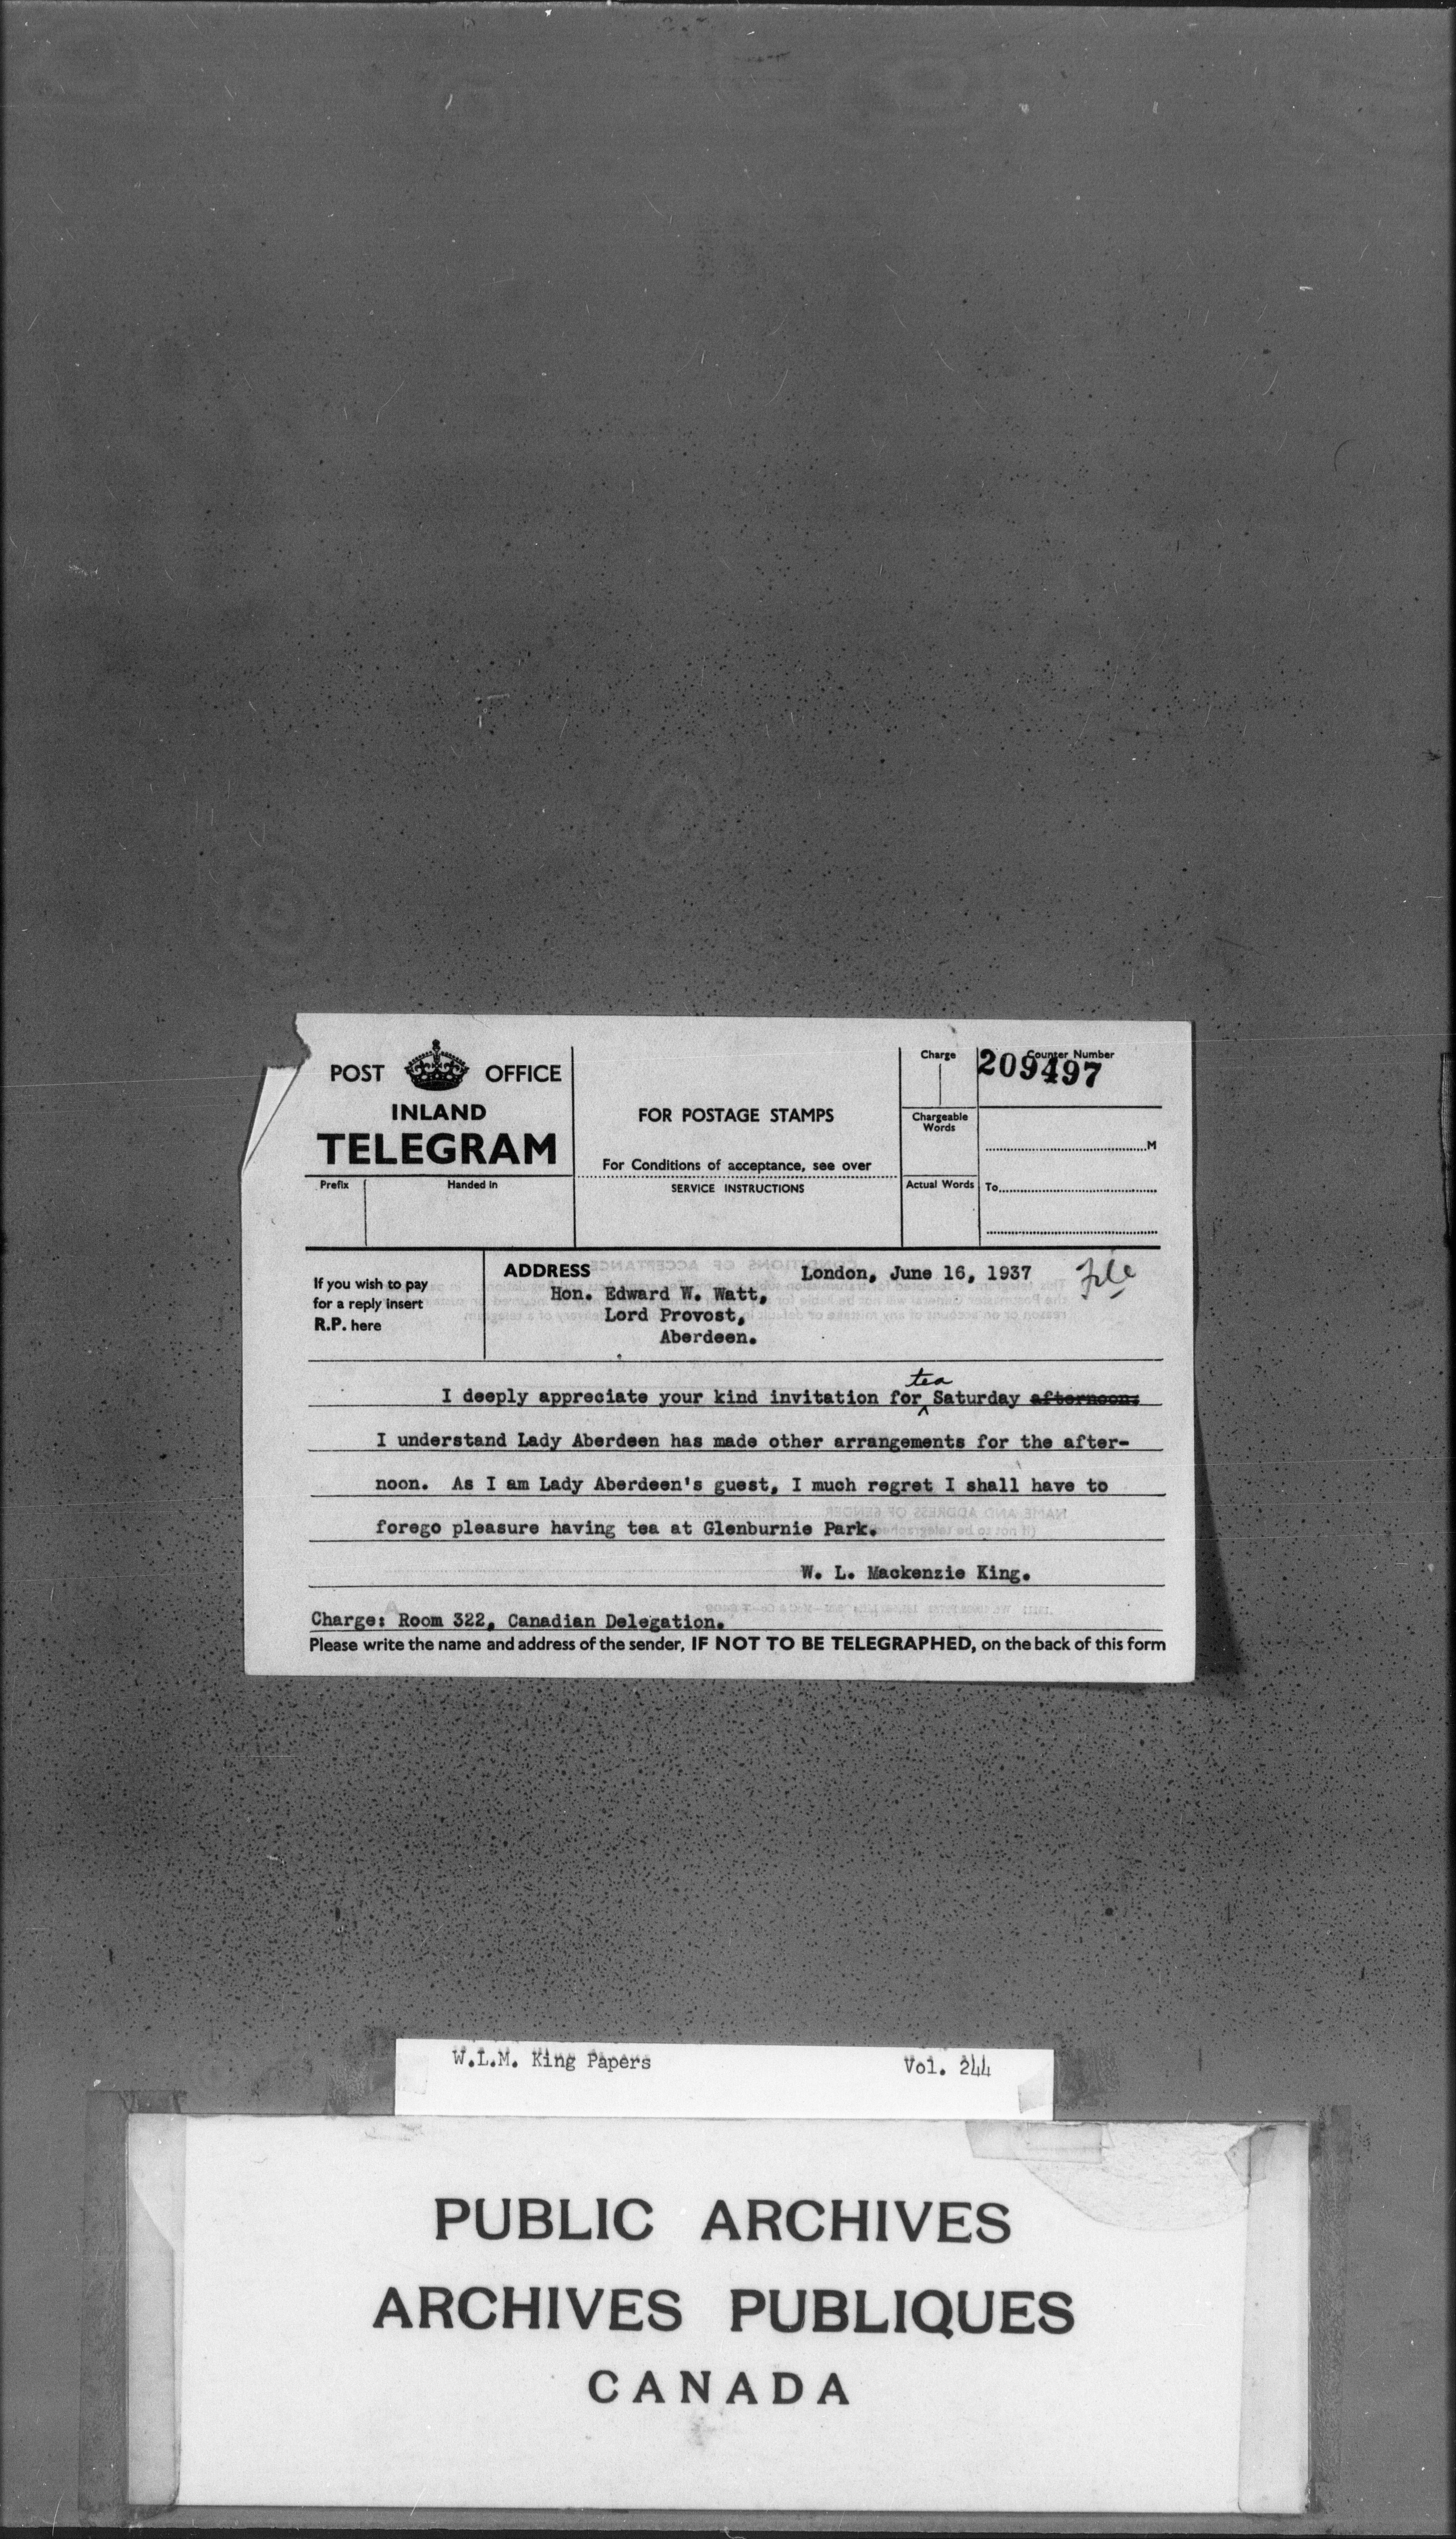 POST OFFICE
INLAND
TELEGRAM
Prefix
Handed in
FOR POSTAGE STAMPS
For Conditions of acceptance, see over
SERVICE INSTRUCTIONS
Charge
Counter Number
209497
Chargeable
Words
M
Actual Words
To
If you wish to pay
for a reply insert
R.P. here
ADDRESS
London, June 16, 1937
File
Hon. Edward W. Watt,
Lord Provost,
Aberdeen.
tea
I deeply appreciate your kind invitation for Saturday afternoon.
I understand Lady Aberdeen has made other arrangements for the after-
noon. As I am Lady Aberdeen's guest, I much regret I shall have to
forego pleasure having tea at Glenburnie Park.
W. L. Mackenzie King.
Charge: Room 322, Canadian Delegation.
Please write the name and address of the sender, IF NOT TO BE TELEGRAPHED, on the back of this form
W.L.M. King Papers Vol. 244
PUBLIC ARCHIVES
ARCHIVES PUBLIQUES
CANADA